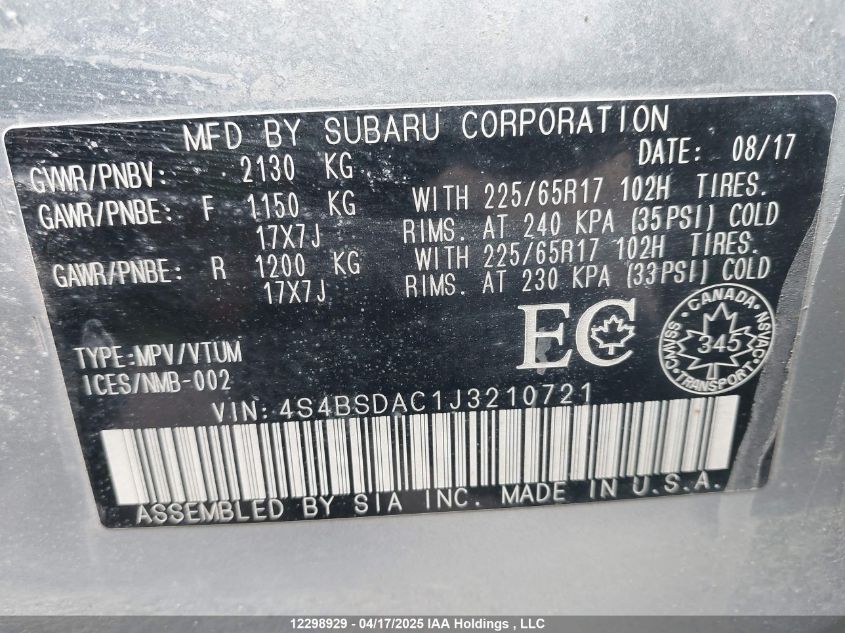 MFD BY SUBARU CORPORATION
DATE: 08/17
GVWR/PNBV: 2130 KG
GAWR/PNBE: F 1150 KG WITH 225/65R17 102H TIRES.
17X7J RIMS. AT 240 KPA (35PSI) COLD
GAWR/PNBE: R 1200 KG WITH 225/65R17 102H TIRES.
17X7J RIMS. AT 230 KPA (33PSI) COLD
EC
CANADA
CMVSS 345 NSVAC
TYPE:MPV/VTUM
ICES/NMB-002
VIN: 4S4BSDAC1J3210721
ASSEMBLED BY SIA INC. MADE IN U.S.A.
12298929 - 04/17/2025 IAA Holdings , LLC